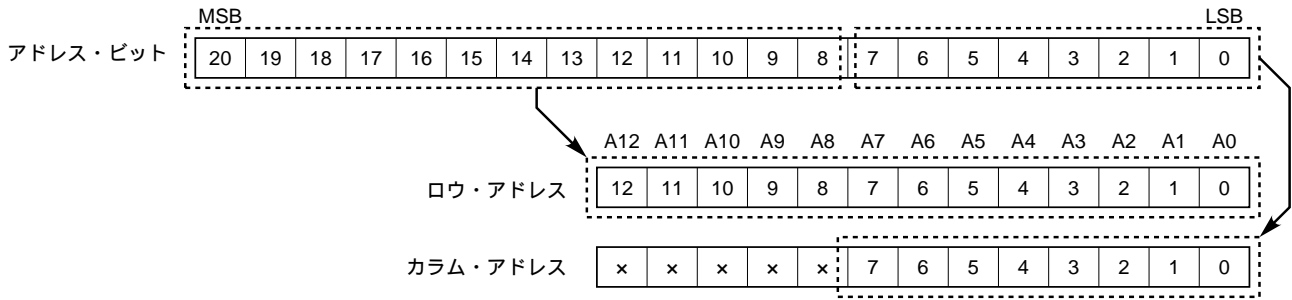 MSB LSB
アドレス・ビット 20 19 18 17 16 15 14 13 12 11 10 9 8 7 6 5 4 3 2 1 0
A12 A11 A10 A9 A8 A7 A6 A5 A4 A3 A2 A1 A0
ロウ・アドレス 12 11 10 9 8 7 6 5 4 3 2 1 0
カラム・アドレス × × × × × 7 6 5 4 3 2 1 0